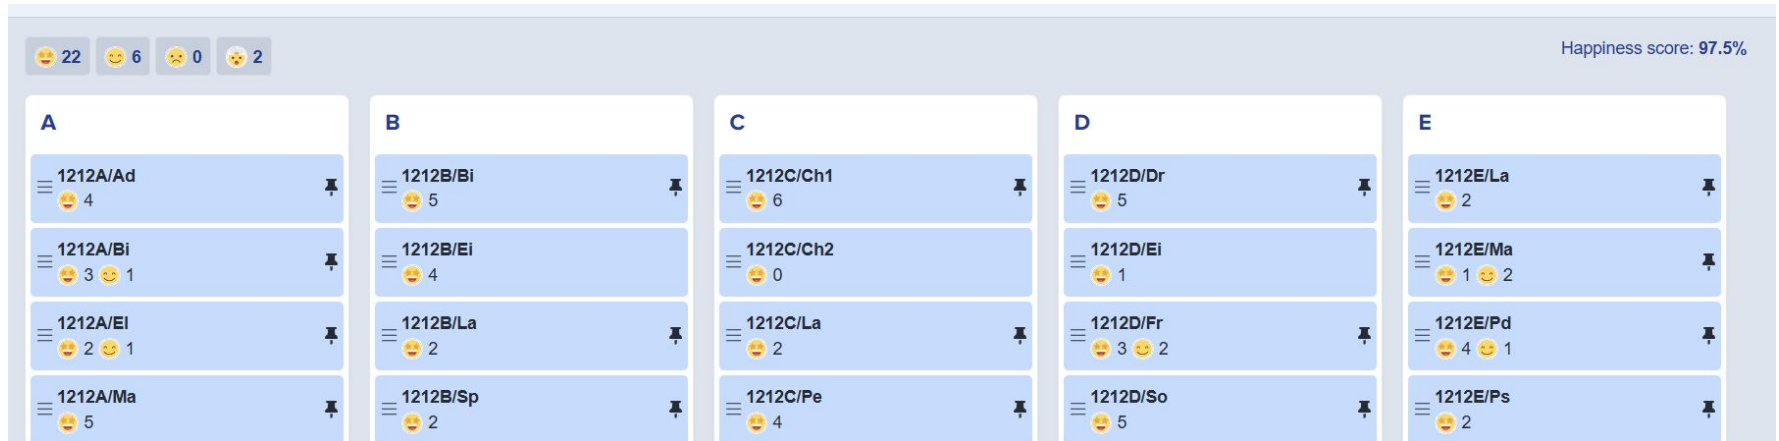 22 6 0 2
Happiness score: 97.5%
A
1212A/Ad
4
1212A/Bi
3 1
1212A/El
2 1
1212A/Ma
5
B
1212B/Bi
5
1212B/Ei
4
1212B/La
2
1212B/Sp
2
C
1212C/Ch1
6
1212C/Ch2
0
1212C/La
2
1212C/Pe
4
D
1212D/Dr
5
1212D/Ei
1
1212D/Fr
3 2
1212D/So
5
E
1212E/La
2
1212E/Ma
1 2
1212E/Pd
4 1
1212E/Ps
2